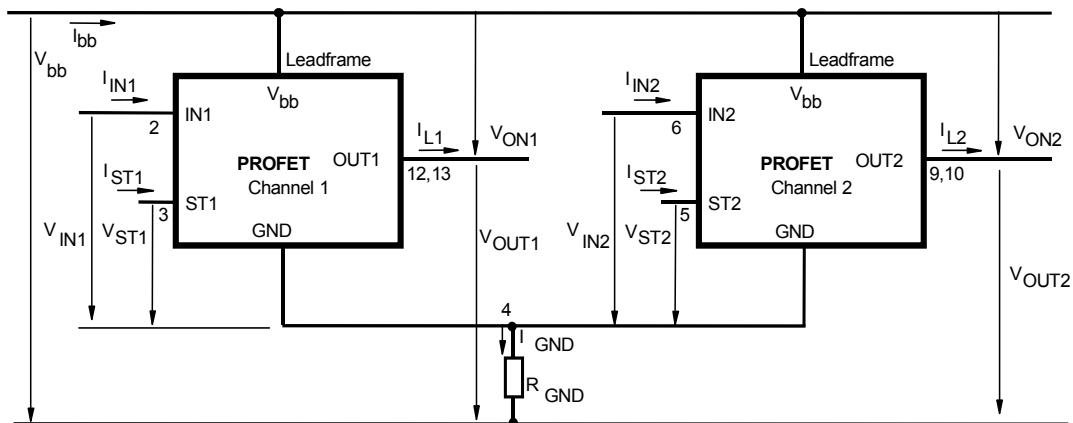 I bb
V bb
Leadframe
Leadframe
I IN1
V bb
I IN2
V bb
2
IN1
6
IN2
I L1
V ON1
I L2
V ON2
PROFET
OUT1
PROFET
OUT2
I ST1
Channel 1
12,13
I ST2
Channel 2
9,10
3
ST1
5
ST2
V IN1
V ST1
GND
V OUT1
V IN2
V ST2
GND
V OUT2
4
I GND
R GND